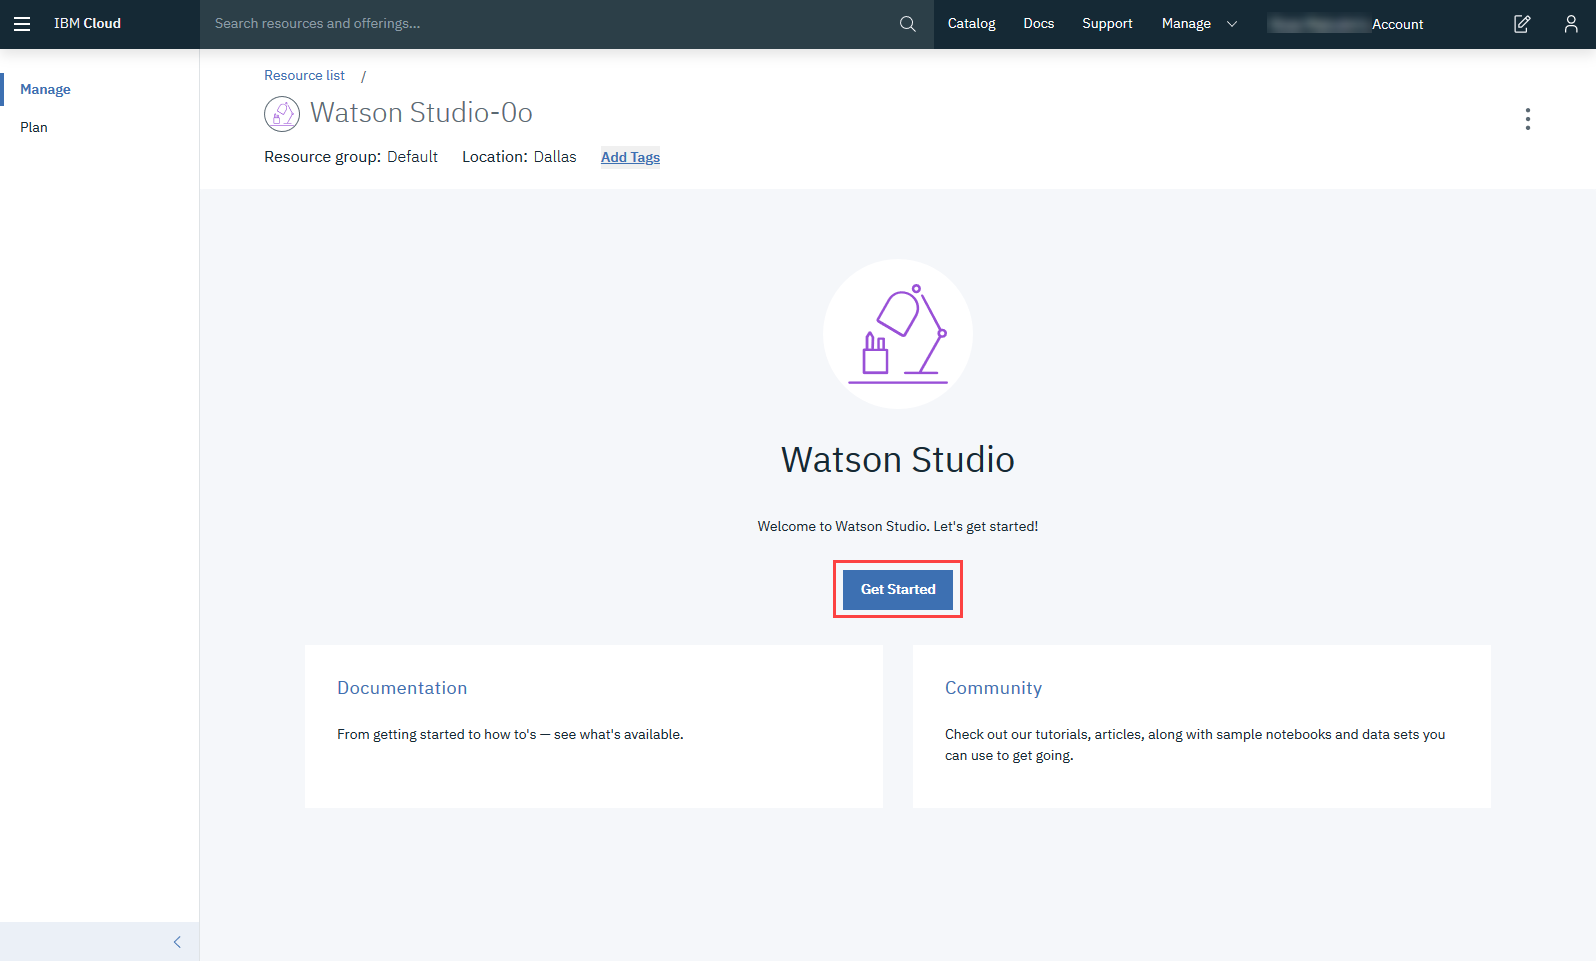 IBM Cloud
Search resources and offerings...
Catalog
Docs
Support
Manage
Account
Manage
Plan
Resource list /
Watson Studio-0o
Resource group: Default Location: Dallas Add Tags
Watson Studio
Welcome to Watson Studio. Let's get started!
Get Started
Documentation
From getting started to how to's — see what's available.
Community
Check out our tutorials, articles, along with sample notebooks and data sets you
can use to get going.